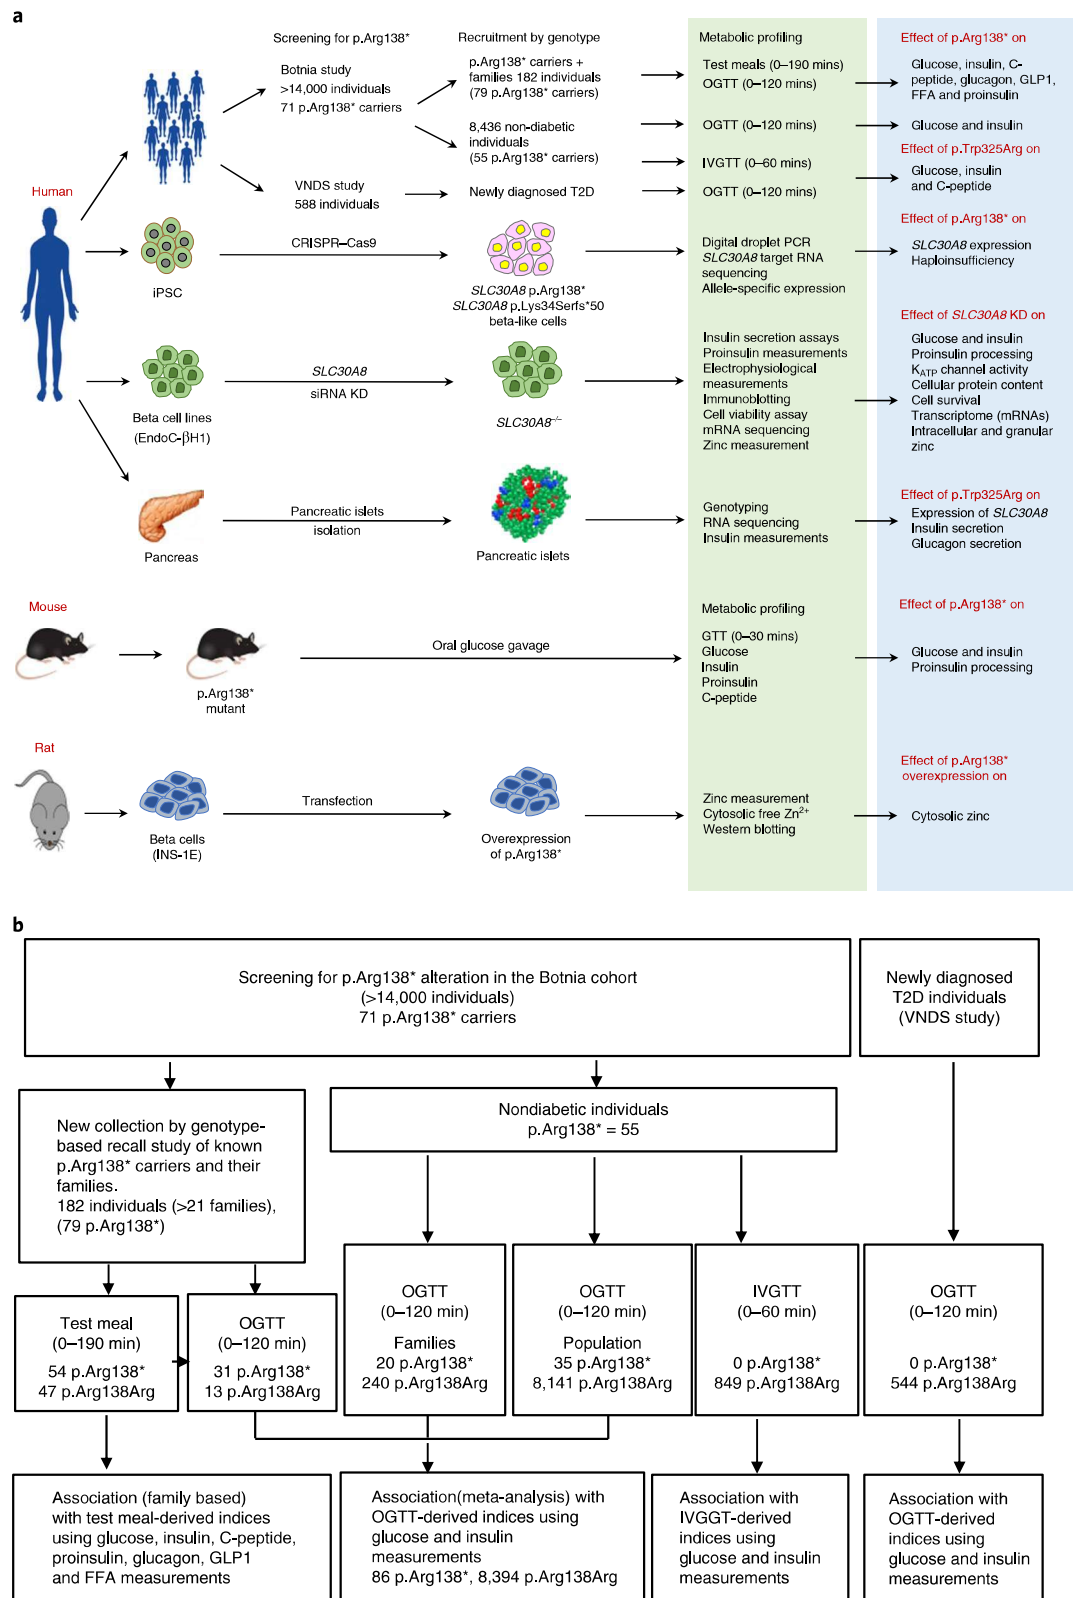 a
Screening for p.Arg138*
Recruitment by genotype
Metabolic profiling
Effect of p.Arg138* on
Botnia study
>14,000 individuals
71 p.Arg138* carriers
p.Arg138* carriers +
families 182 individuals
(79 p.Arg138* carriers)
Test meals (0–190 mins)
OGTT (0–120 mins)
Glucose, insulin, C-
peptide, glucagon, GLP1,
FFA and proinsulin
8,436 non-diabetic
individuals
(55 p.Arg138* carriers)
OGTT (0–120 mins)
Glucose and insulin
Effect of p.Trp325Arg on
IVGTT (0–60 mins)
Glucose, insulin
and C-peptide
Human
VNDS study
588 individuals
Newly diagnosed T2D
OGTT (0–120 mins)
Effect of p.Arg138* on
iPSC
CRISPR–Cas9
SLC30A8 p.Arg138*
SLC30A8 p.Lys34Serfs*50
beta-like cells
Digital droplet PCR
SLC30A8 target RNA
sequencing
Allele-specific expression
SLC30A8 expression
Haploinsufficiency
Effect of SLC30A8 KD on
Beta cell lines
(EndoC-βH1)
SLC30A8
siRNA KD
SLC30A8⁻/⁻
Insulin secretion assays
Proinsulin measurements
Electrophysiological
measurements
Immunoblotting
Cell viability assay
mRNA sequencing
Zinc measurement
Glucose and insulin
Proinsulin processing
K_ATP channel activity
Cellular protein content
Cell survival
Transcriptome (mRNAs)
Intracellular and granular
zinc
Effect of p.Trp325Arg on
Pancreas
Pancreatic islets
isolation
Pancreatic islets
Genotyping
RNA sequencing
Insulin measurements
Expression of SLC30A8
Insulin secretion
Glucagon secretion
Mouse
Metabolic profiling
Effect of p.Arg138* on
p.Arg138*
mutant
Oral glucose gavage
GTT (0–30 mins)
Glucose
Insulin
Proinsulin
C-peptide
Glucose and insulin
Proinsulin processing
Rat
Effect of p.Arg138*
overexpression on
Beta cells
(INS-1E)
Transfection
Overexpression
of p.Arg138*
Zinc measurement
Cytosolic free Zn²⁺
Western blotting
Cytosolic zinc
b
Screening for p.Arg138* alteration in the Botnia cohort
(>14,000 individuals)
71 p.Arg138* carriers
Newly diagnosed
T2D individuals
(VNDS study)
New collection by genotype-
based recall study of known
p.Arg138* carriers and their
families.
182 individuals (>21 families),
(79 p.Arg138*)
Nondiabetic individuals
p.Arg138* = 55
Test meal
(0–190 min)
54 p.Arg138*
47 p.Arg138Arg
OGTT
(0–120 min)
31 p.Arg138*
13 p.Arg138Arg
OGTT
(0–120 min)
Families
20 p.Arg138*
240 p.Arg138Arg
OGTT
(0–120 min)
Population
35 p.Arg138*
8,141 p.Arg138Arg
IVGTT
(0–60 min)
0 p.Arg138*
849 p.Arg138Arg
OGTT
(0–120 min)
0 p.Arg138*
544 p.Arg138Arg
Association (family based)
with test meal-derived indices
using glucose, insulin, C-peptide,
proinsulin, glucagon, GLP1
and FFA measurements
Association(meta-analysis) with
OGTT-derived indices using
glucose and insulin
measurements
86 p.Arg138*, 8,394 p.Arg138Arg
Association with
IVGGT-derived
indices using
glucose and insulin
measurements
Association with
OGTT-derived
indices using
glucose and insulin
measurements